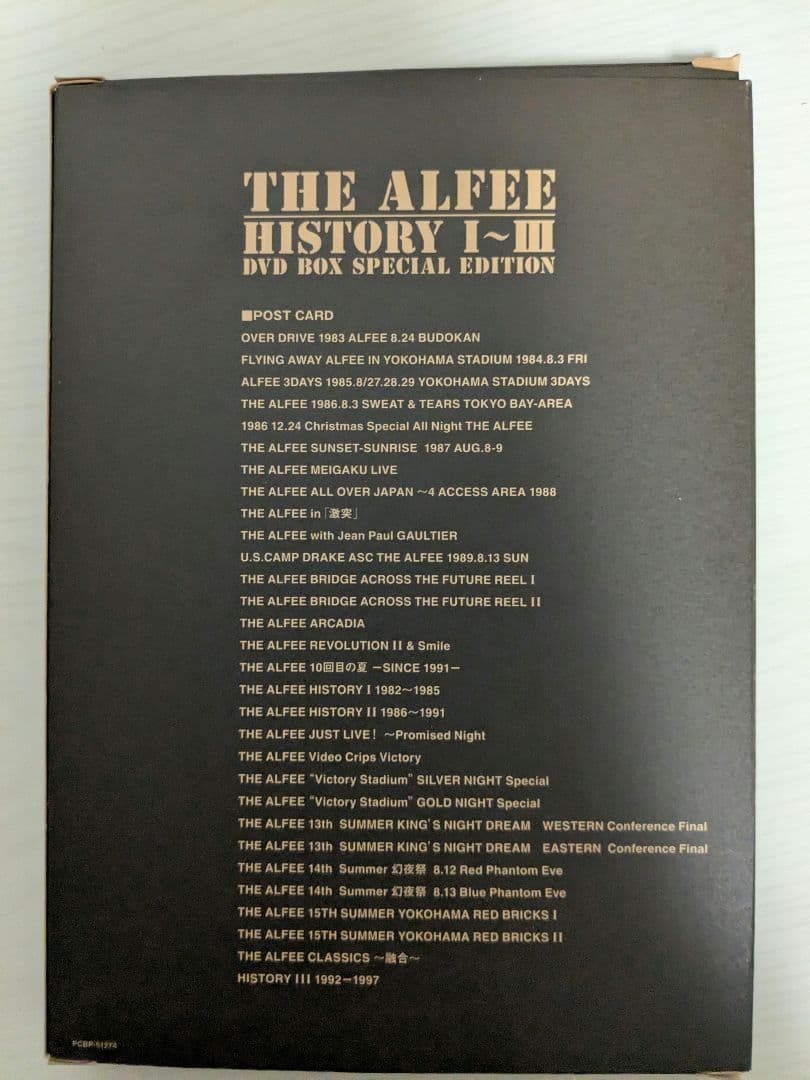 THE ALFEE
HISTORY I~III
DVD BOX SPECIAL EDITION
■POST CARD
OVER DRIVE 1983 ALFEE 8.24 BUDOKAN
FLYING AWAY ALFEE IN YOKOHAMA STADIUM 1984.8.3 FRI
ALFEE 3DAYS 1985.8/27.28.29 YOKOHAMA STADIUM 3DAYS
THE ALFEE 1986.8.3 SWEAT & TEARS TOKYO BAY-AREA
1986 12.24 Christmas Special All Night THE ALFEE
THE ALFEE SUNSET-SUNRISE 1987 AUG.8-9
THE ALFEE MEIGAKU LIVE
THE ALFEE ALL OVER JAPAN ~4 ACCESS AREA 1988
THE ALFEE in「激突」
THE ALFEE with Jean Paul GAULTIER
U.S.CAMP DRAKE ASC THE ALFEE 1989.8.13 SUN
THE ALFEE BRIDGE ACROSS THE FUTURE REEL I
THE ALFEE BRIDGE ACROSS THE FUTURE REEL II
THE ALFEE ARCADIA
THE ALFEE REVOLUTION II & Smile
THE ALFEE 10回目の夏 −SINCE 1991−
THE ALFEE HISTORY I 1982~1985
THE ALFEE HISTORY II 1986~1991
THE ALFEE JUST LIVE! ~Promised Night
THE ALFEE Video Crips Victory
THE ALFEE "Victory Stadium" SILVER NIGHT Special
THE ALFEE "Victory Stadium" GOLD NIGHT Special
THE ALFEE 13th SUMMER KING'S NIGHT DREAM WESTERN Conference Final
THE ALFEE 13th SUMMER KING'S NIGHT DREAM EASTERN Conference Final
THE ALFEE 14th Summer 幻夜祭 8.12 Red Phantom Eve
THE ALFEE 14th Summer 幻夜祭 8.13 Blue Phantom Eve
THE ALFEE 15TH SUMMER YOKOHAMA RED BRICKS I
THE ALFEE 15TH SUMMER YOKOHAMA RED BRICKS II
THE ALFEE CLASSICS ~融合~
HISTORY III 1992−1997
PCBP-51274